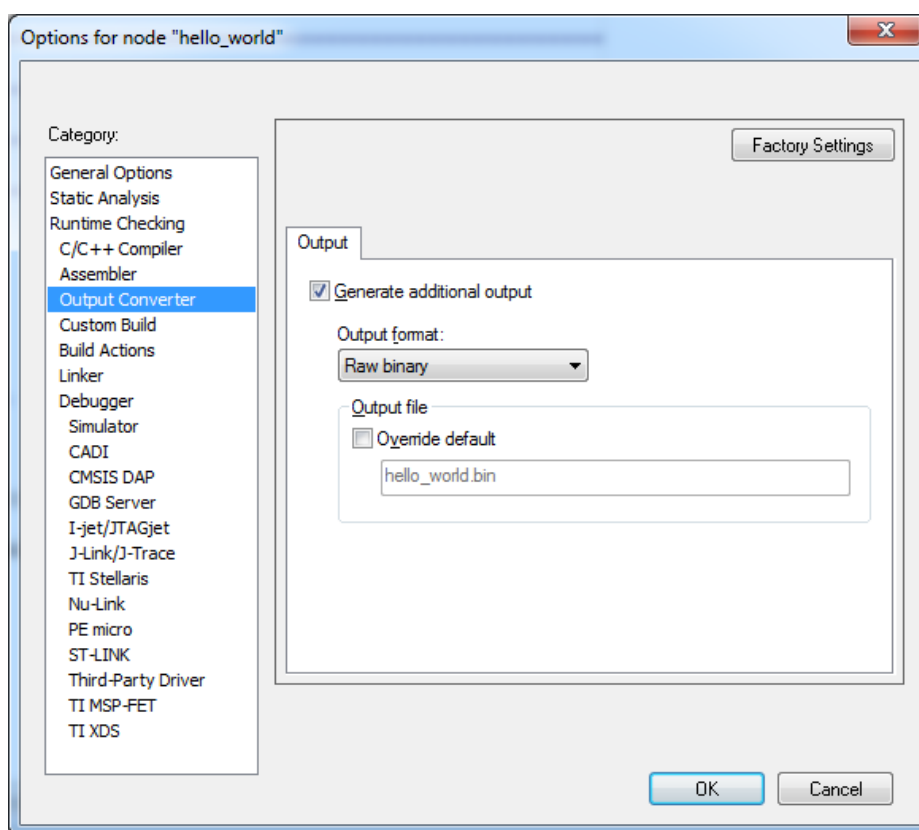 Options for node "hello_world"
Category:
Factory Settings
General Options
Static Analysis
Runtime Checking
C/C++ Compiler
Assembler
Output Converter
Custom Build
Build Actions
Linker
Debugger
Simulator
CADI
CMSIS DAP
GDB Server
I-jet/JTAGjet
J-Link/J-Trace
TI Stellaris
Nu-Link
PE micro
ST-LINK
Third-Party Driver
TI MSP-FET
TI XDS
Output
Generate additional output
Output format:
Raw binary
Output file
Override default
hello_world.bin
OK
Cancel